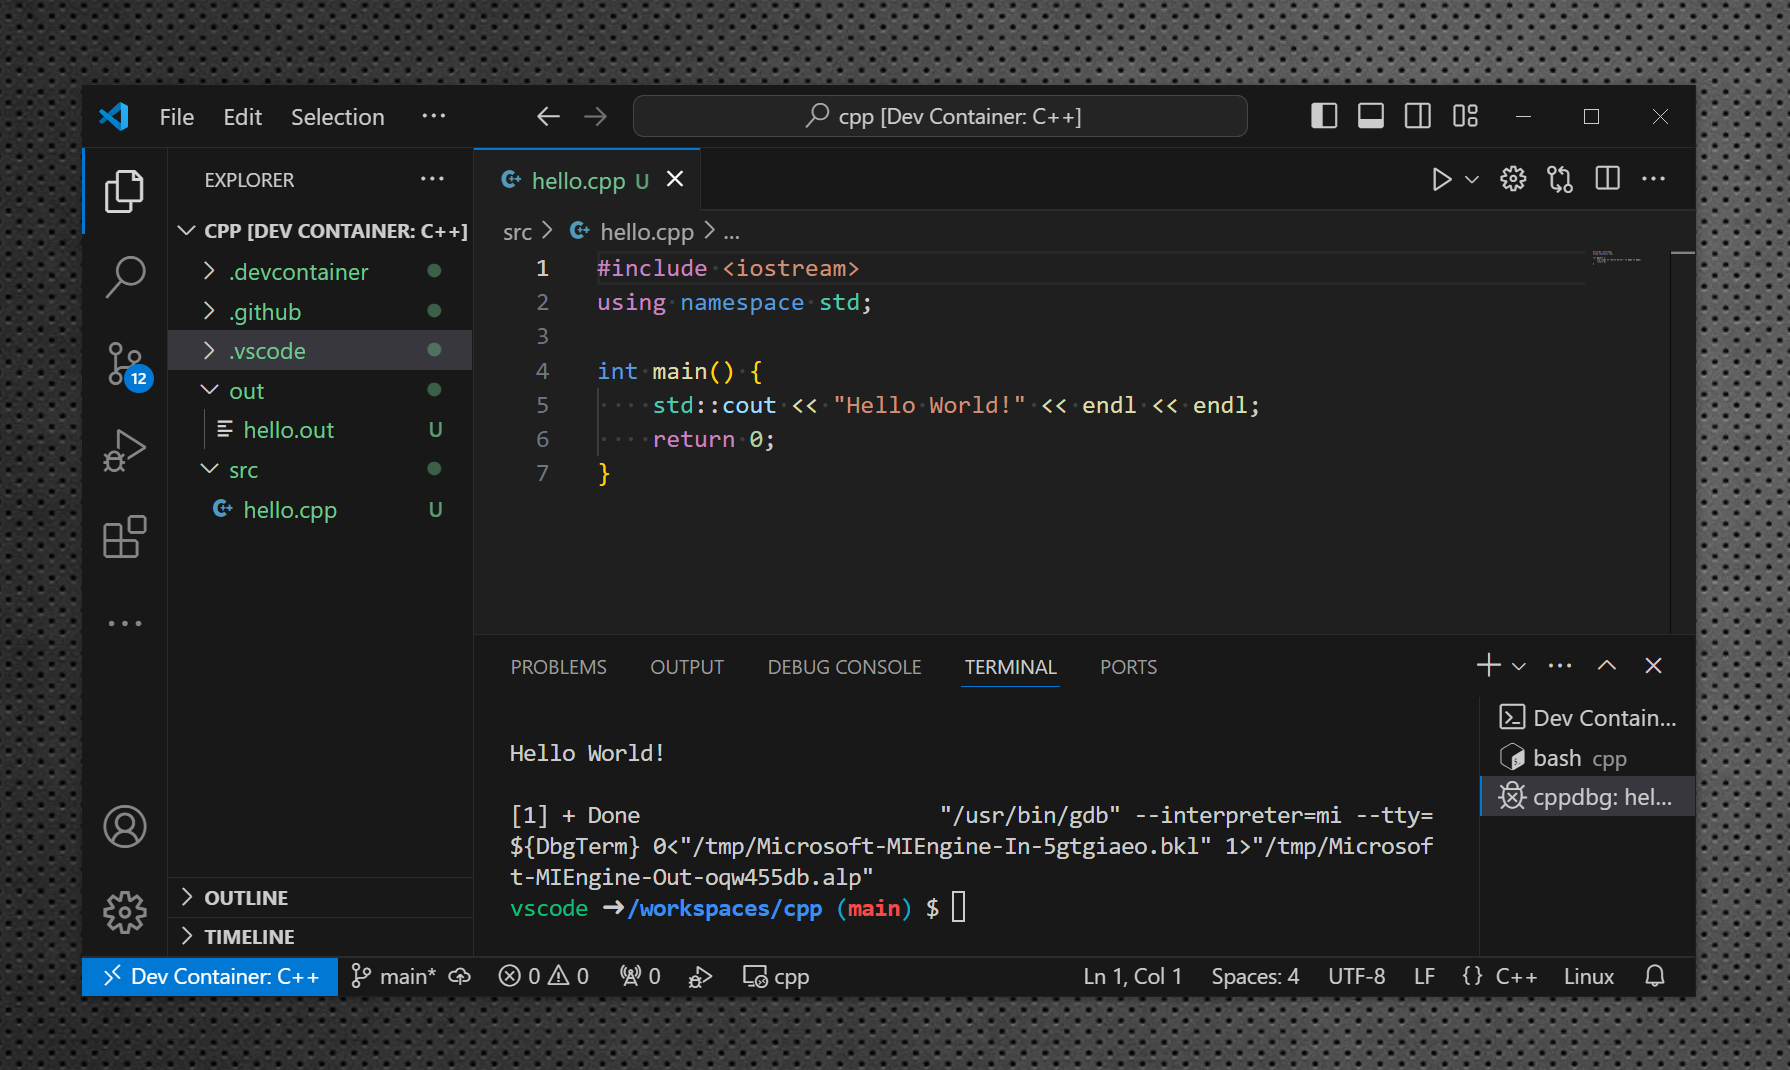 File Edit Selection ···
cpp [Dev Container: C++]
EXPLORER ···
CPP [DEV CONTAINER: C++]
.devcontainer
.github
.vscode
out
hello.out U
src
hello.cpp U
OUTLINE
TIMELINE
12
hello.cpp U
src > hello.cpp > ...
1 #include <iostream>
2 using namespace std;
3
4 int main() {
5 std::cout << "Hello World!" << endl << endl;
6 return 0;
7 }
PROBLEMS OUTPUT DEBUG CONSOLE TERMINAL PORTS
Hello World!
[1] + Done "/usr/bin/gdb" --interpreter=mi --tty=
${DbgTerm} 0<"/tmp/Microsoft-MIEngine-In-5gtgiaeo.bkl" 1>"/tmp/Microsof
t-MIEngine-Out-oqw455db.alp"
vscode ➜/workspaces/cpp (main) $
Dev Contain...
bash cpp
cppdbg: hel...
Dev Container: C++ main* 0 0 0 cpp Ln 1, Col 1 Spaces: 4 UTF-8 LF {} C++ Linux